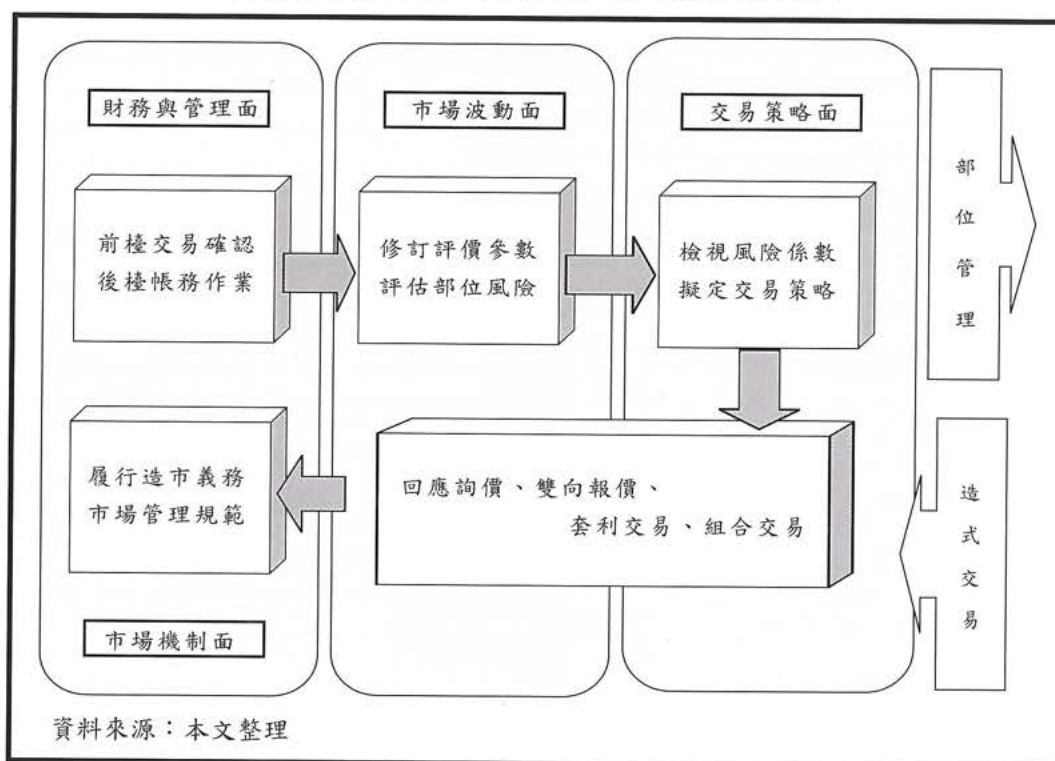 財務與管理面
市場波動面
交易策略面
前檯交易確認
後檯帳務作業
修訂評價參數
評估部位風險
檢視風險係數
擬定交易策略
部位管理
履行造市義務
市場管理規範
回應詢價、雙向報價、
套利交易、組合交易
造式交易
市場機制面
資料來源：本文整理